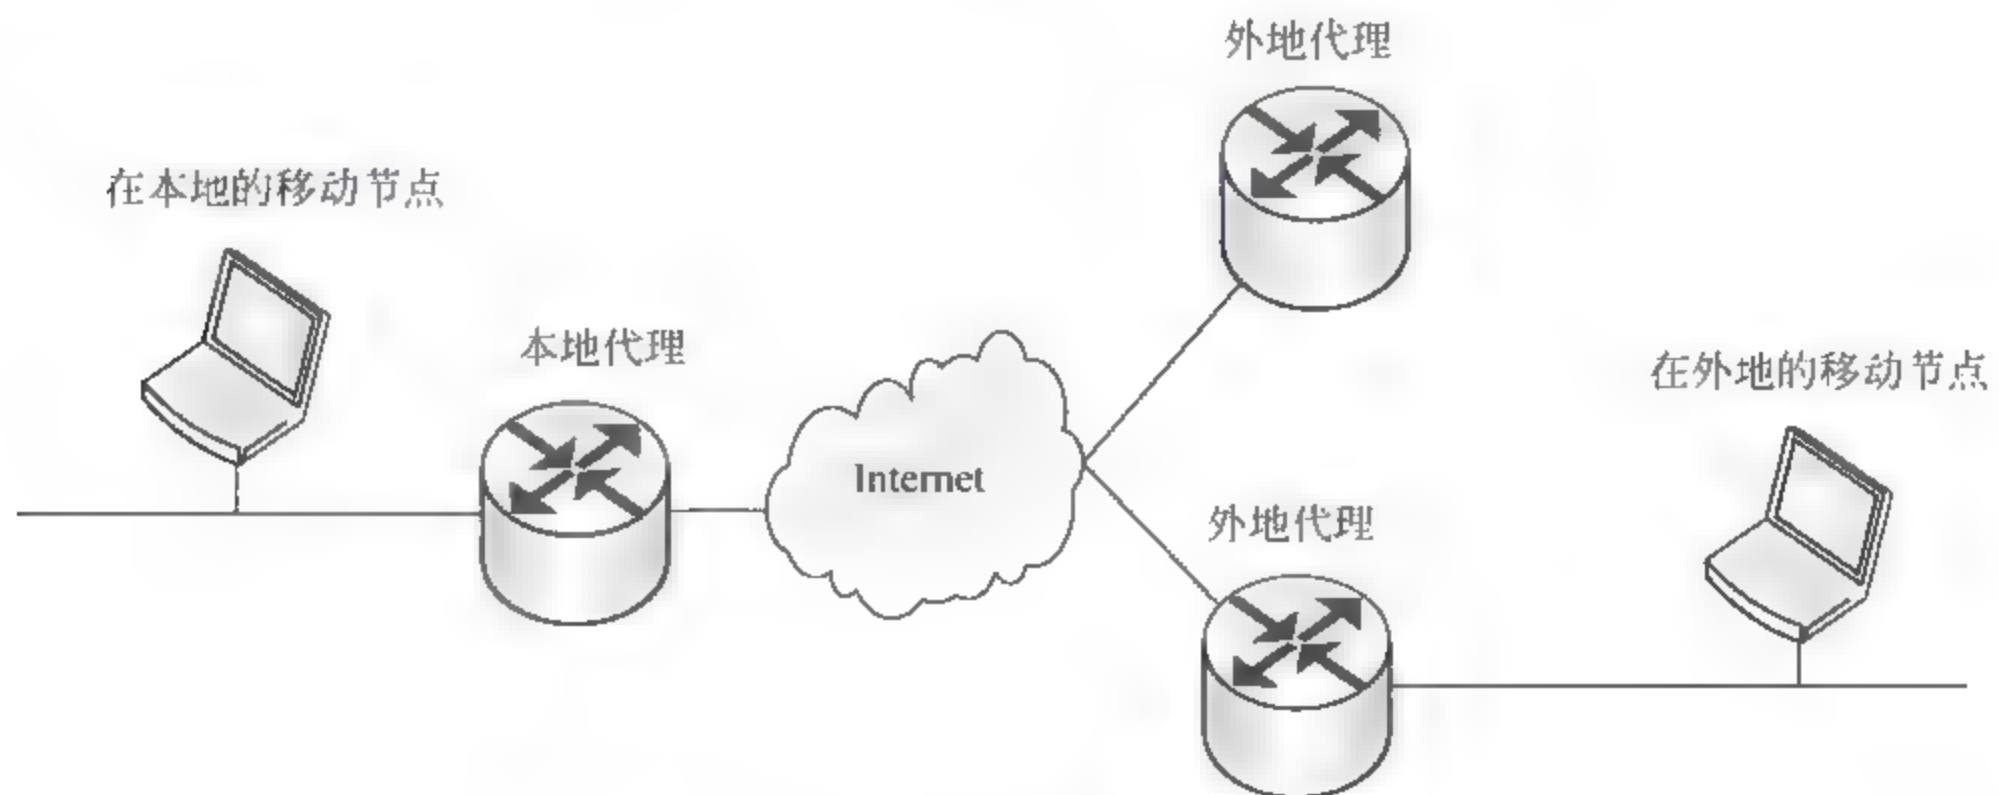 外地代理
在本地的移动节点
本地代理
在外地的移动节点
Internet
外地代理